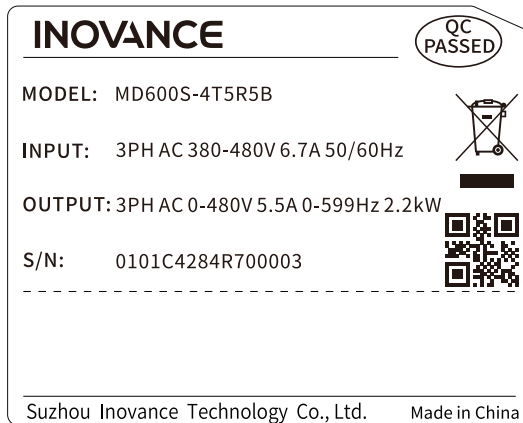 INOVANCE
QC
PASSED
MODEL: MD600S-4T5R5B
INPUT: 3PH AC 380-480V 6.7A 50/60Hz
OUTPUT: 3PH AC 0-480V 5.5A 0-599Hz 2.2kW
S/N: 0101C4284R700003
Suzhou Inovance Technology Co., Ltd. Made in China